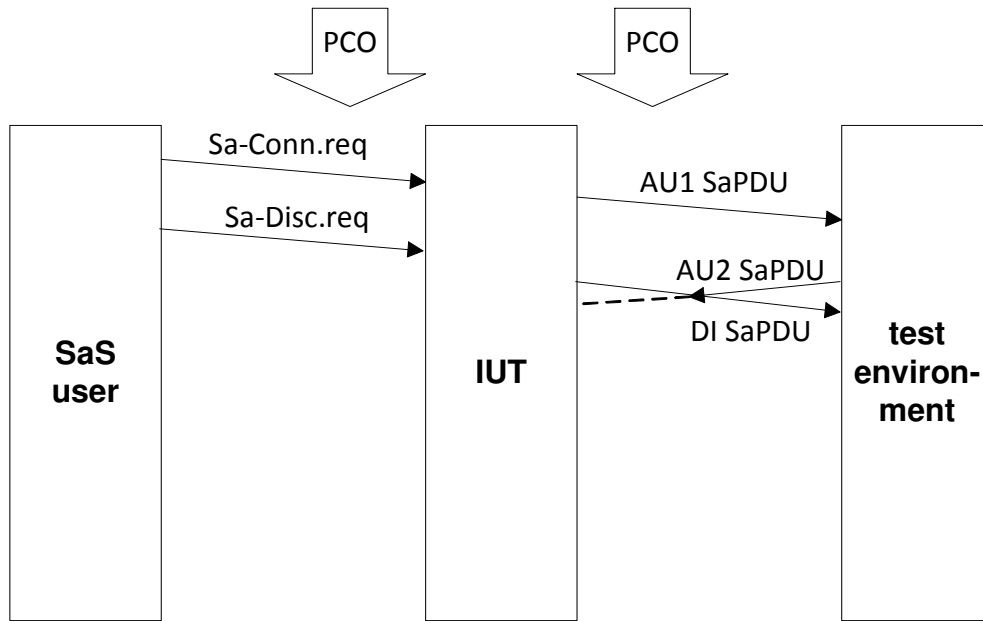 PCO
PCO
Sa-Conn.req
AU1 SaPDU
Sa-Disc.req
AU2 SaPDU
DI SaPDU
SaS
user
IUT
test
environ-
ment